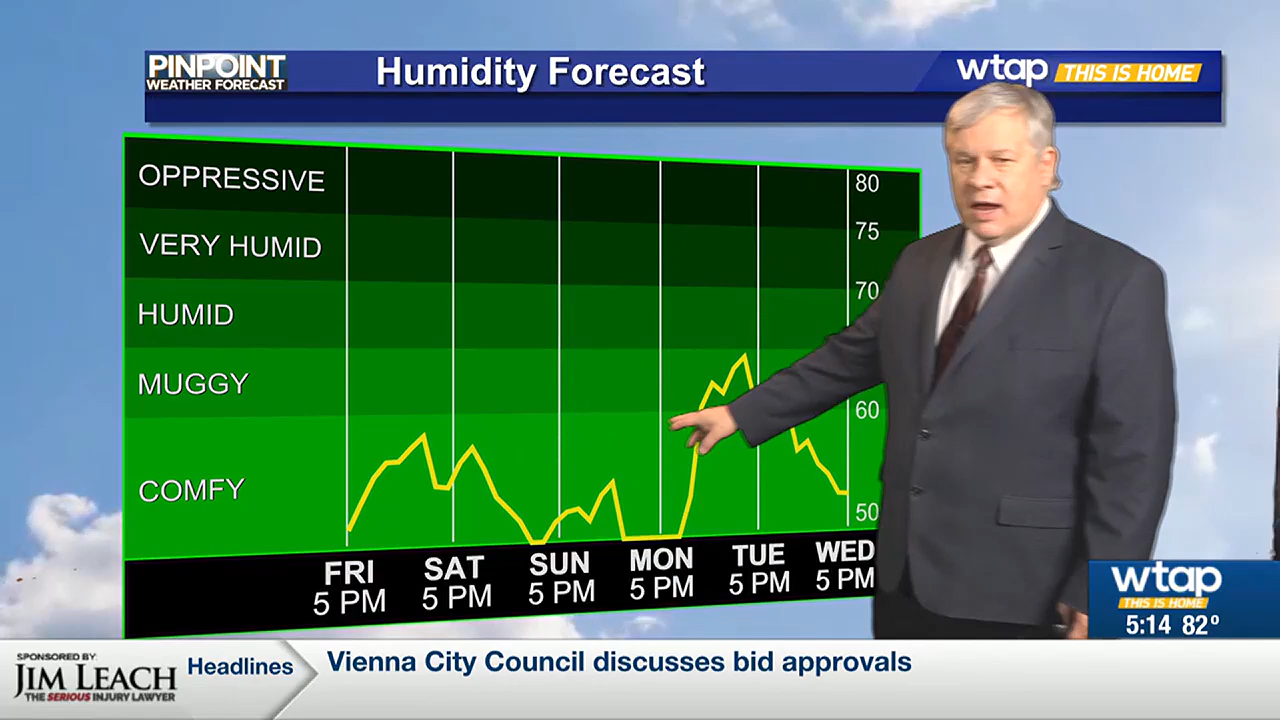 PINPOINT
WEATHER FORECAST
Humidity Forecast
wtap THIS IS HOME
OPPRESSIVE
VERY HUMID
HUMID
MUGGY
COMFY
80
75
70
60
50
FRI
5 PM
SAT
5 PM
SUN
5 PM
MON
5 PM
TUE
5 PM
WED
5 PM
wtap
THIS IS HOME
5:14 82°
SPONSORED BY:
JIM LEACH
THE SERIOUS INJURY LAWYER
Headlines
Vienna City Council discusses bid approvals